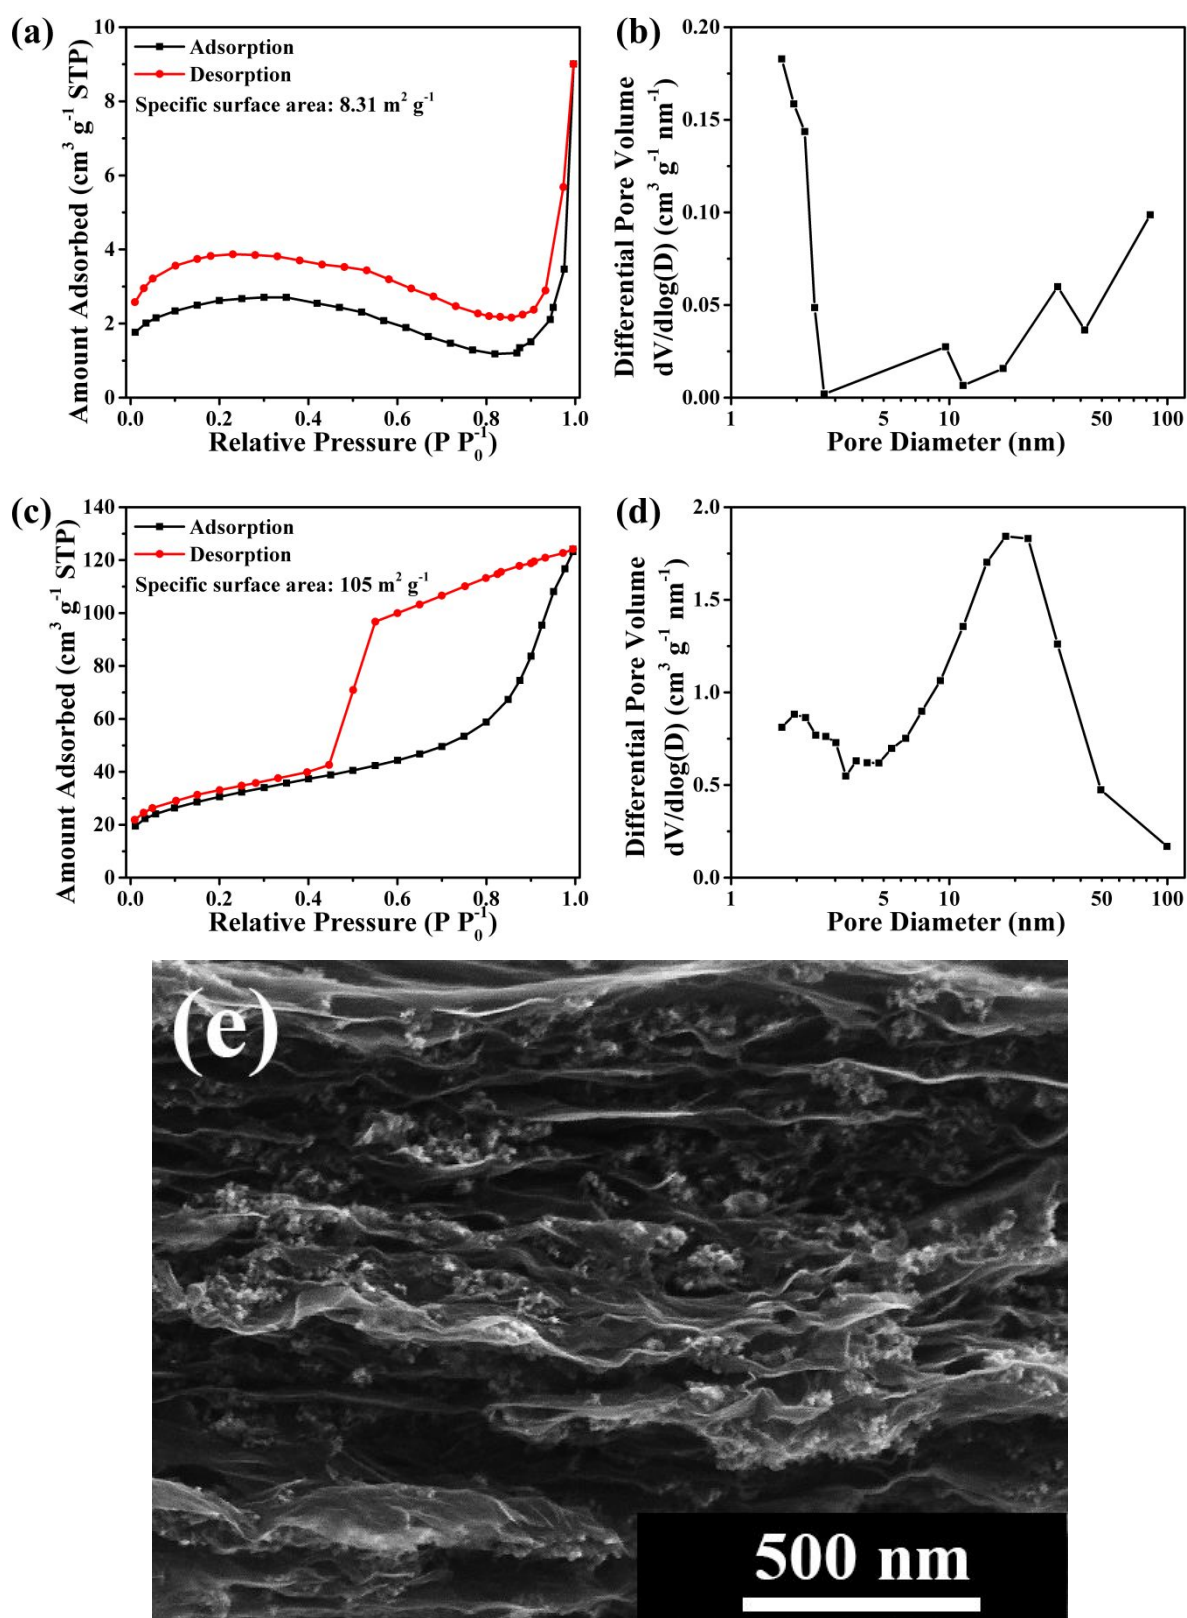 (a)
10
8
6
4
2
0
0.0 0.2 0.4 0.6 0.8 1.0
Amount Adsorbed (cm³ g⁻¹ STP)
Relative Pressure (P P₀⁻¹)
Adsorption
Desorption
Specific surface area: 8.31 m² g⁻¹
(b)
0.20
0.15
0.10
0.05
0.00
1 5 10 50 100
Differential Pore Volume
dV/dlog(D) (cm³ g⁻¹ nm⁻¹)
Pore Diameter (nm)
(c)
140
120
100
80
60
40
20
0
0.0 0.2 0.4 0.6 0.8 1.0
Amount Adsorbed (cm³ g⁻¹ STP)
Relative Pressure (P P₀⁻¹)
Adsorption
Desorption
Specific surface area: 105 m² g⁻¹
(d)
2.0
1.5
1.0
0.5
0.0
1 5 10 50 100
Differential Pore Volume
dV/dlog(D) (cm³ g⁻¹ nm⁻¹)
Pore Diameter (nm)
(e)
500 nm